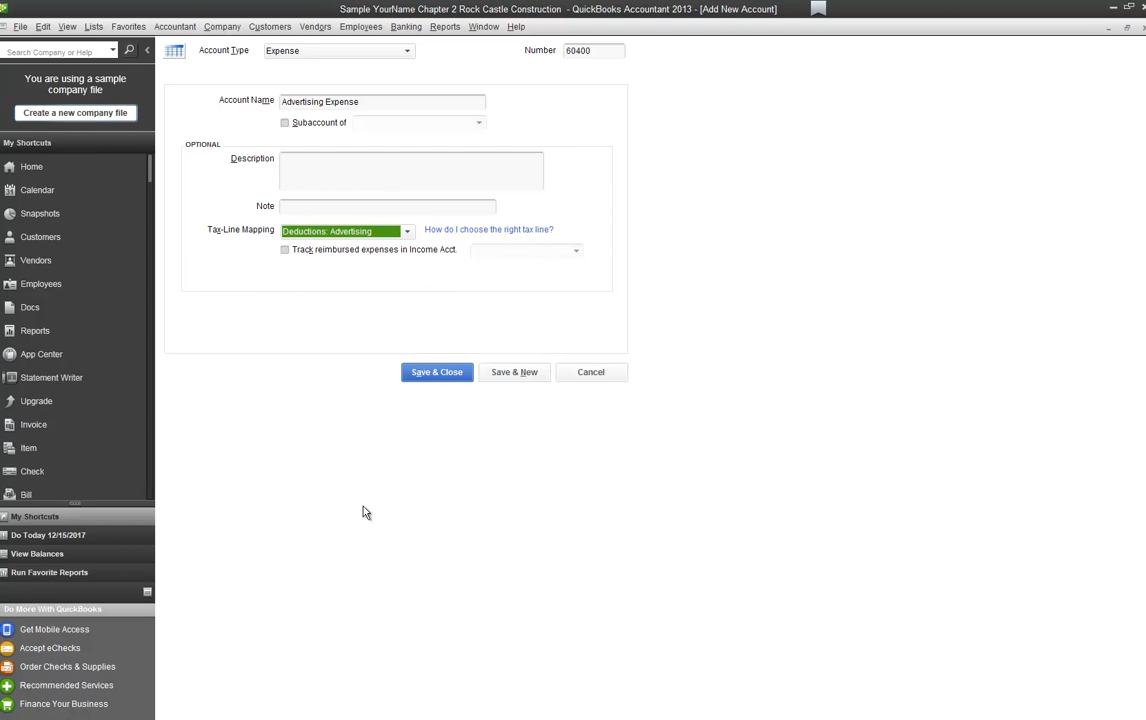 Sample YourName Chapter 2 Rock Castle Construction - QuickBooks Accountant 2013 - [Add New Account]
File Edit View Lists Favorites Accountant Company Customers Vendors Employees Banking Reports Window Help
Search Company or Help
You are using a sample
company file
Create a new company file
My Shortcuts
Home
Calendar
Snapshots
Customers
Vendors
Employees
Docs
Reports
App Center
Statement Writer
Upgrade
Invoice
Item
Check
Bill
My Shortcuts
Do Today 12/15/2017
View Balances
Run Favorite Reports
Do More With QuickBooks
Get Mobile Access
Accept eChecks
Order Checks & Supplies
Recommended Services
Finance Your Business
Account Type Expense Number 60400
Account Name Advertising Expense
Subaccount of
OPTIONAL
Description
Note
Tax-Line Mapping Deductions: Advertising How do I choose the right tax line?
Track reimbursed expenses in Income Acct.
Save & Close Save & New Cancel